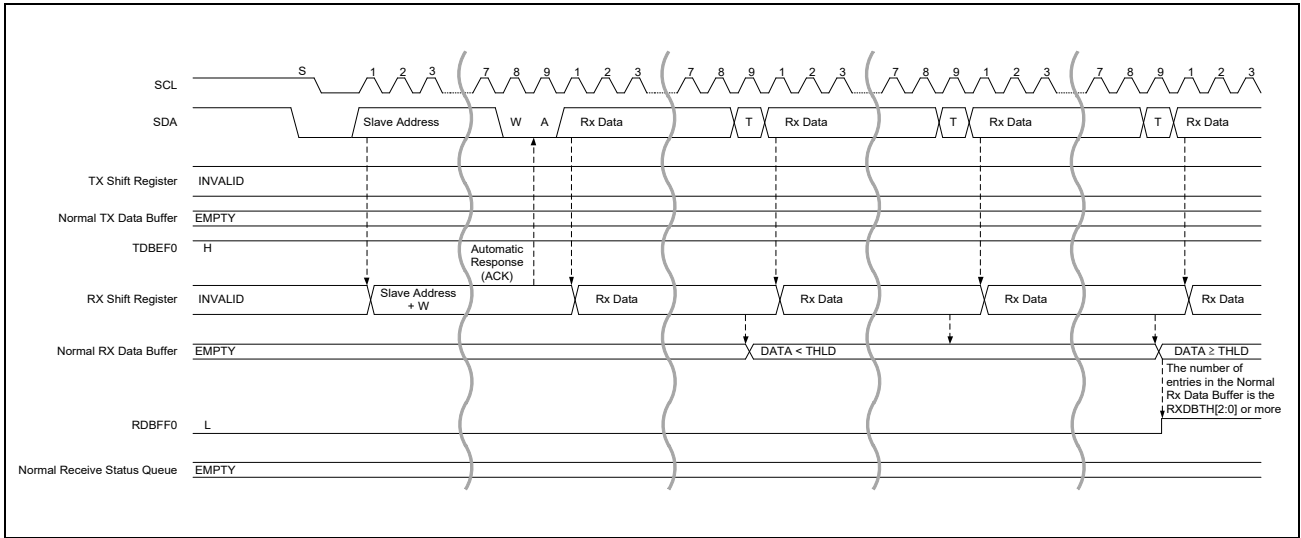 S
SCL 1 2 3 7 8 9 1 2 3 7 8 9 1 2 3 7 8 9 1 2 3 7 8 9 1 2 3
SDA Slave Address W A Rx Data T Rx Data T Rx Data T Rx Data
TX Shift Register INVALID
Normal TX Data Buffer EMPTY
TDBEF0 H
Automatic
Response
(ACK)
RX Shift Register INVALID Slave Address
+ W
Rx Data Rx Data Rx Data Rx Data
Normal RX Data Buffer EMPTY DATA < THLD DATA ≥ THLD
The number of
entries in the Normal
Rx Data Buffer is the
RXDBTH[2:0] or more
RDBFF0 L
Normal Receive Status Queue EMPTY